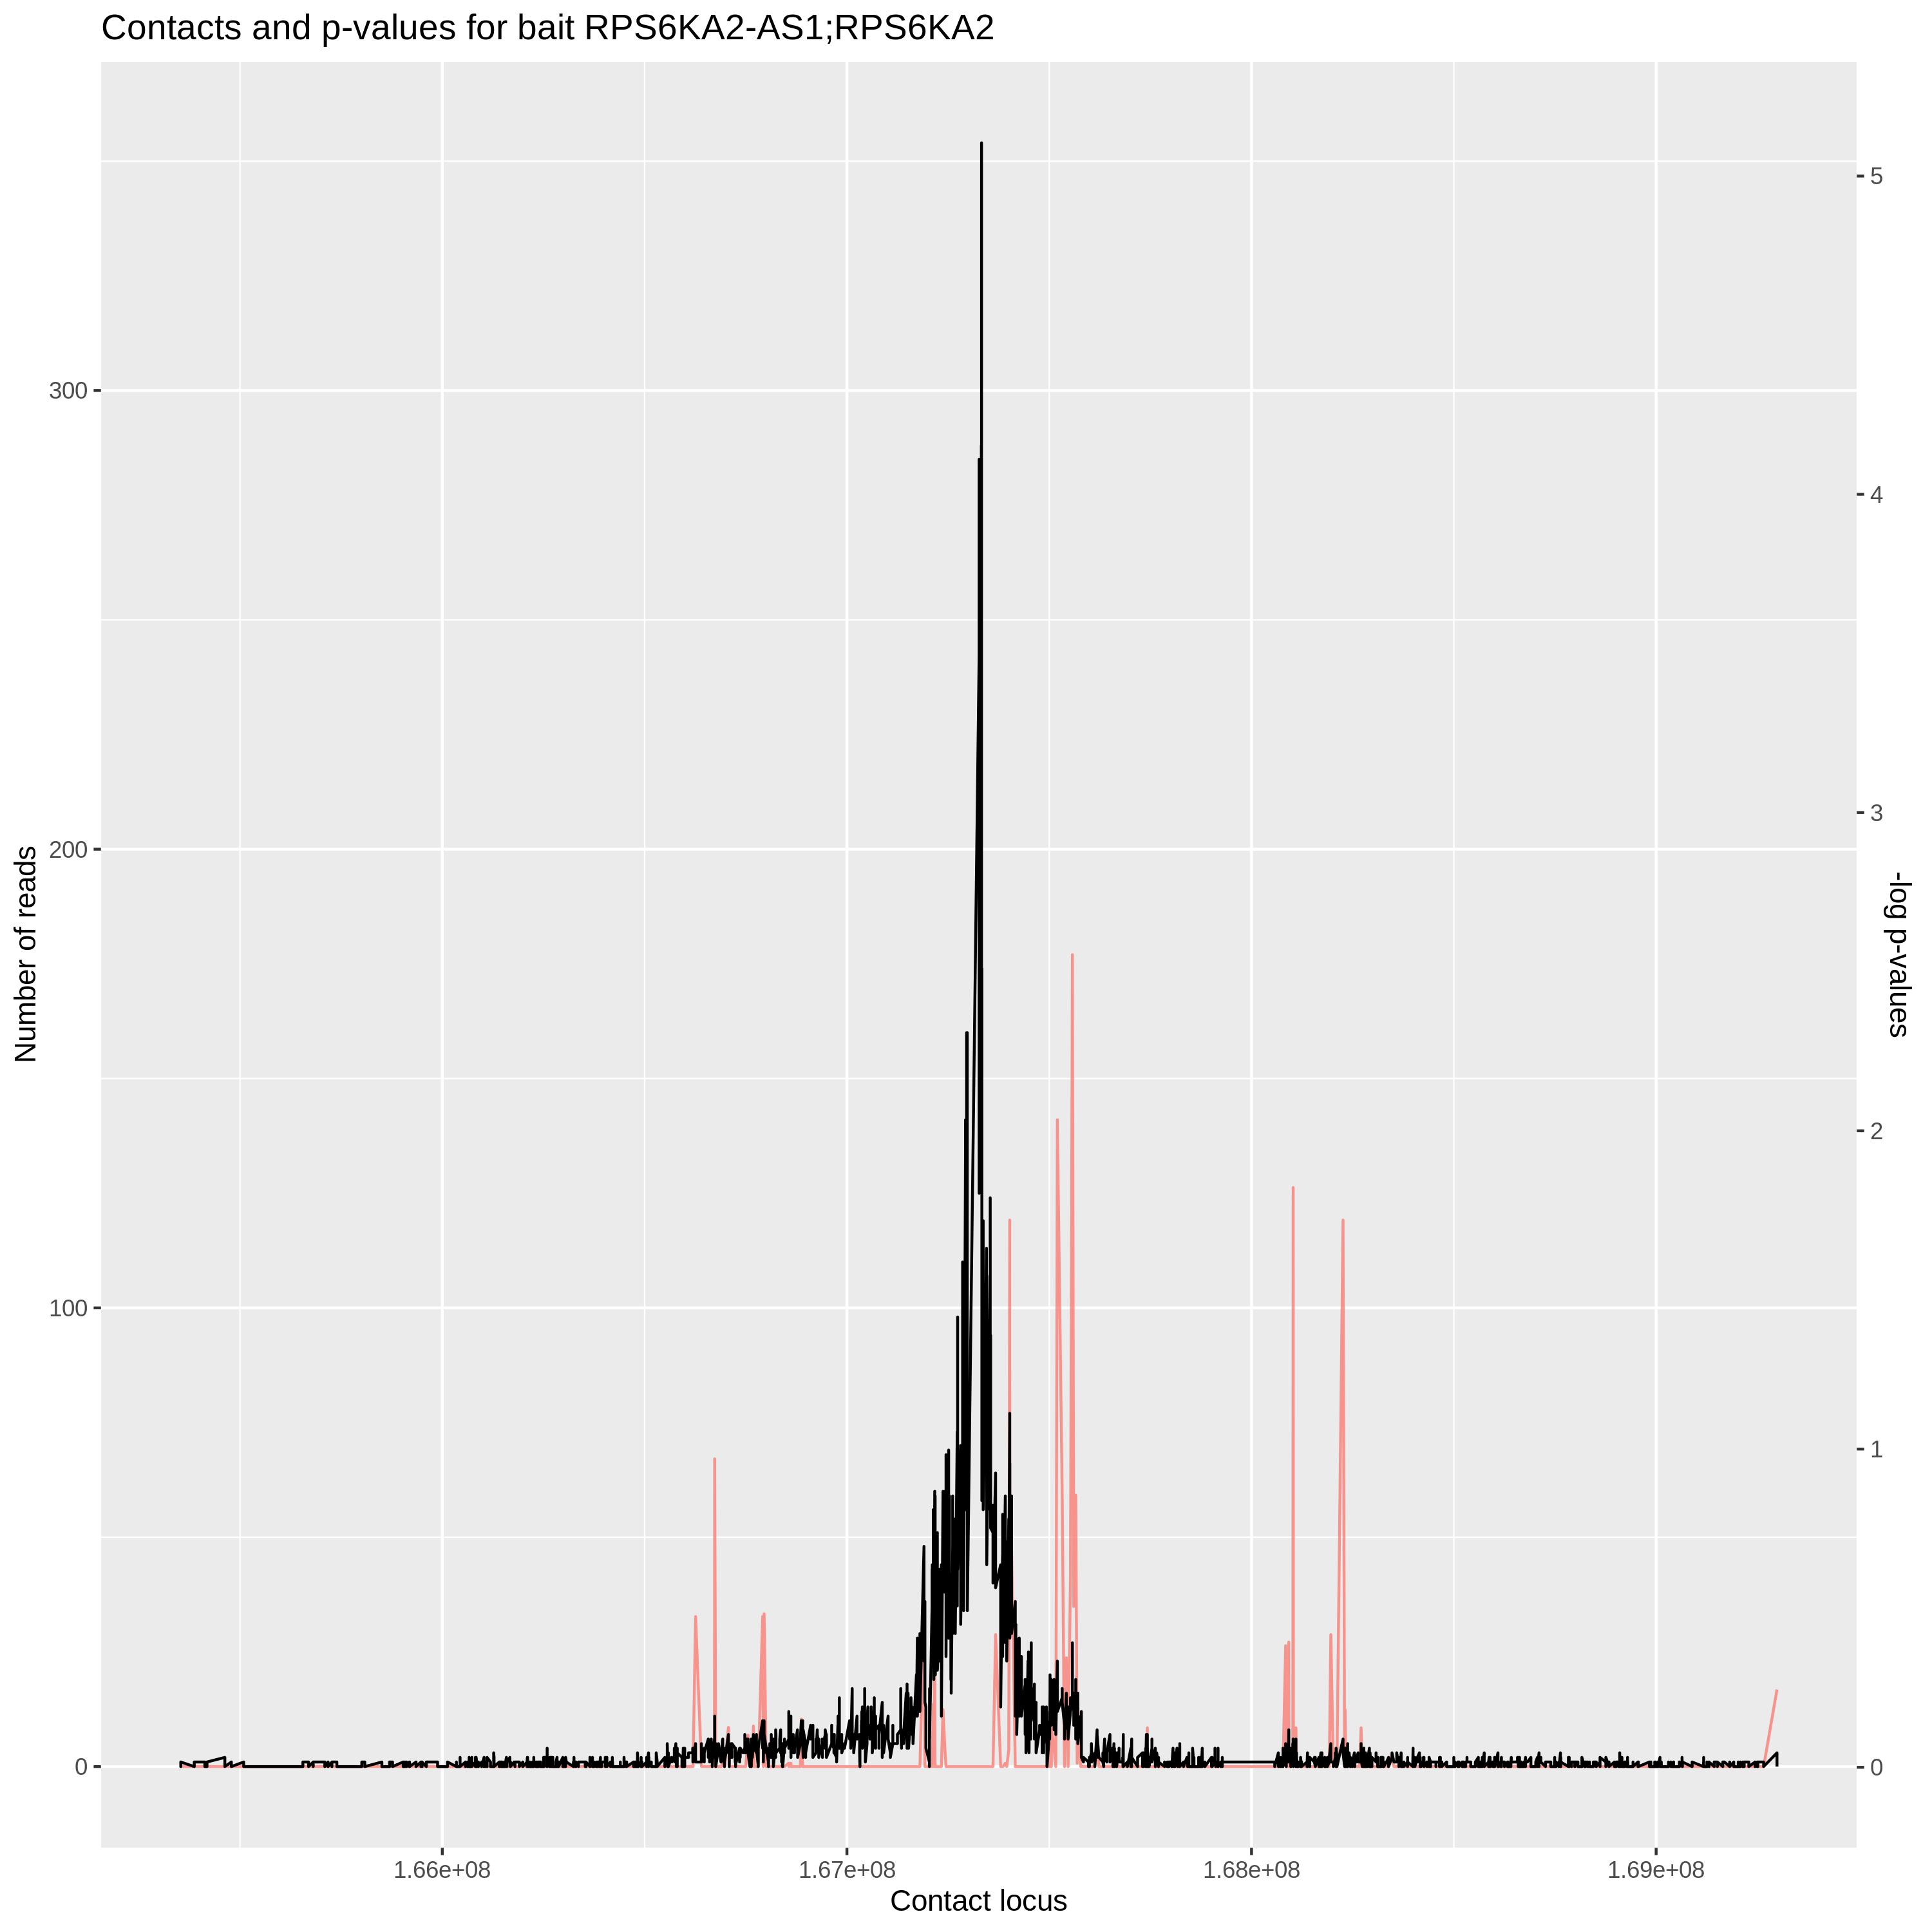 Contacts and p-values for bait RPS6KA2-AS1;RPS6KA2
Number of reads
300
200
100
0
5
4
3
2
1
0
-log p-values
1.66e+08 1.67e+08 1.68e+08 1.69e+08
Contact locus